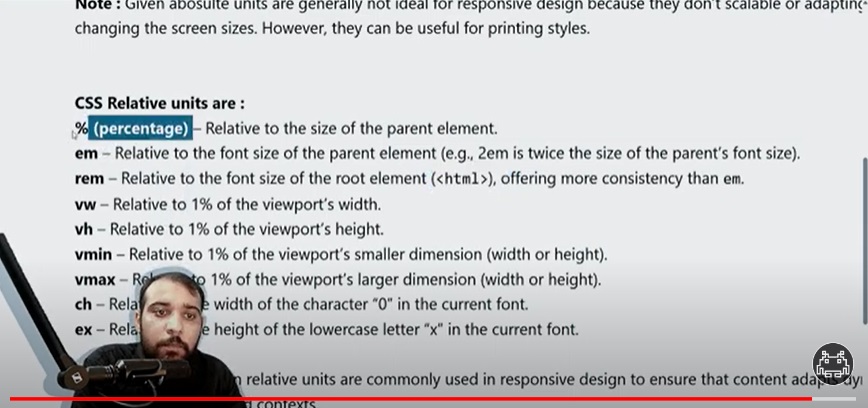 Note : Given abosulte units are generally not ideal for responsive design because they don't scalable or adapting
changing the screen sizes. However, they can be useful for printing styles.
CSS Relative units are :
% (percentage) – Relative to the size of the parent element.
em – Relative to the font size of the parent element (e.g., 2em is twice the size of the parent's font size).
rem – Relative to the font size of the root element (<html>), offering more consistency than em.
vw – Relative to 1% of the viewport's width.
vh – Relative to 1% of the viewport's height.
vmin – Relative to 1% of the viewport's smaller dimension (width or height).
vmax – Re to 1% of the viewport's larger dimension (width or height).
ch – Rela width of the character "0" in the current font.
ex – Rela height of the lowercase letter "x" in the current font.
relative units are commonly used in responsive design to ensure that content adapts dy
contexts